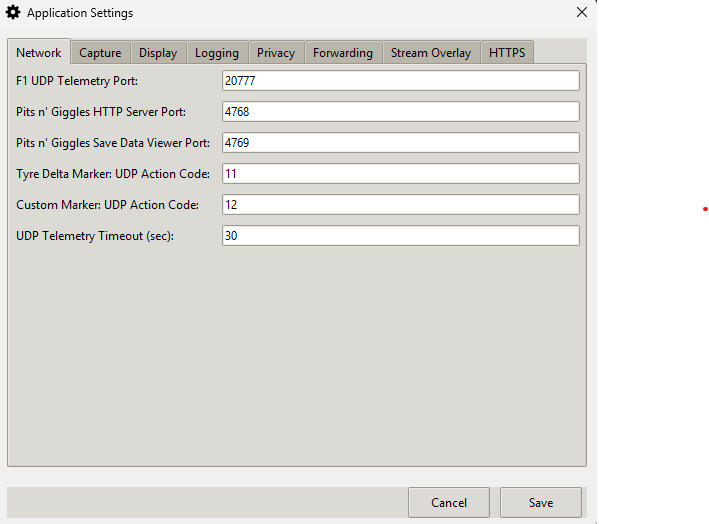 Application Settings
Network Capture Display Logging Privacy Forwarding Stream Overlay HTTPS
F1 UDP Telemetry Port: 20777
Pits n' Giggles HTTP Server Port: 4768
Pits n' Giggles Save Data Viewer Port: 4769
Tyre Delta Marker: UDP Action Code: 11
Custom Marker: UDP Action Code: 12
UDP Telemetry Timeout (sec): 30
Cancel Save